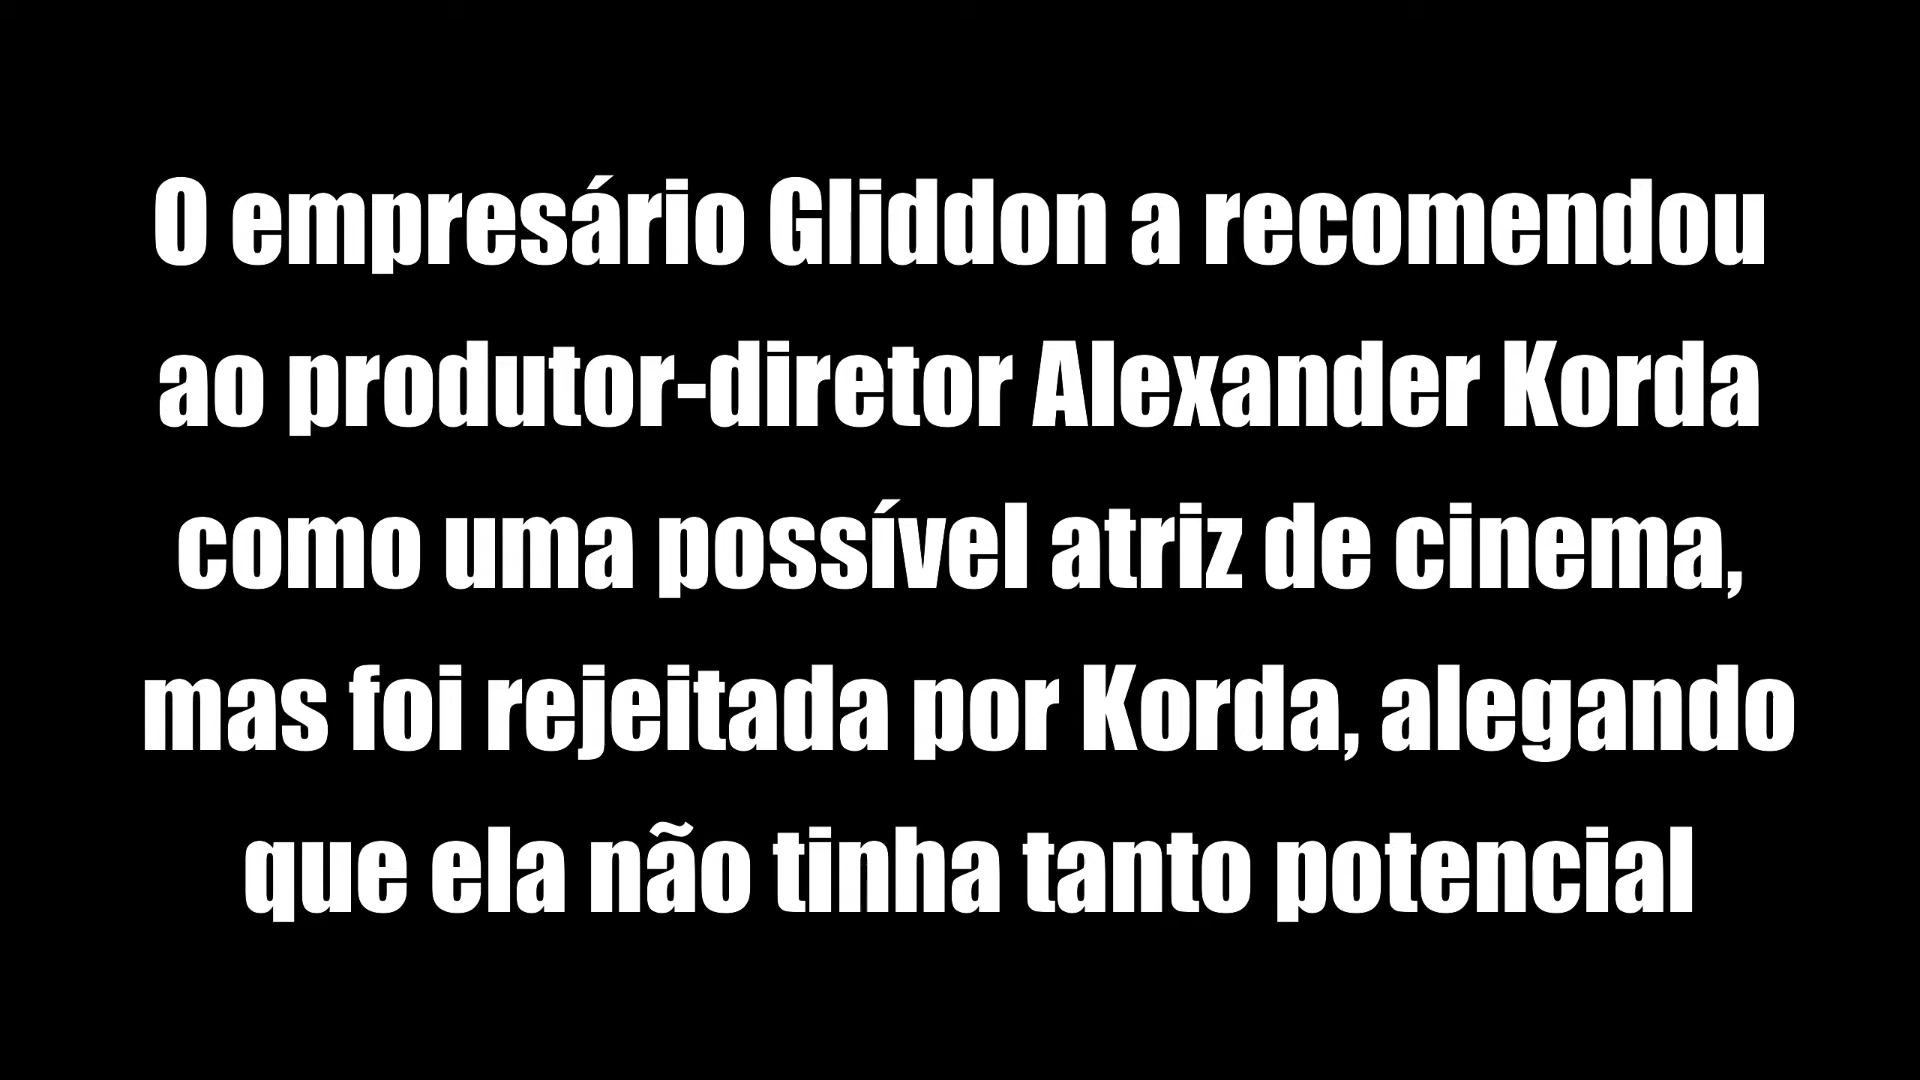 O empresário Gliddon a recomendou
ao produtor-diretor Alexander Korda
como uma possível atriz de cinema,
mas foi rejeitada por Korda, alegando
que ela não tinha tanto potencial